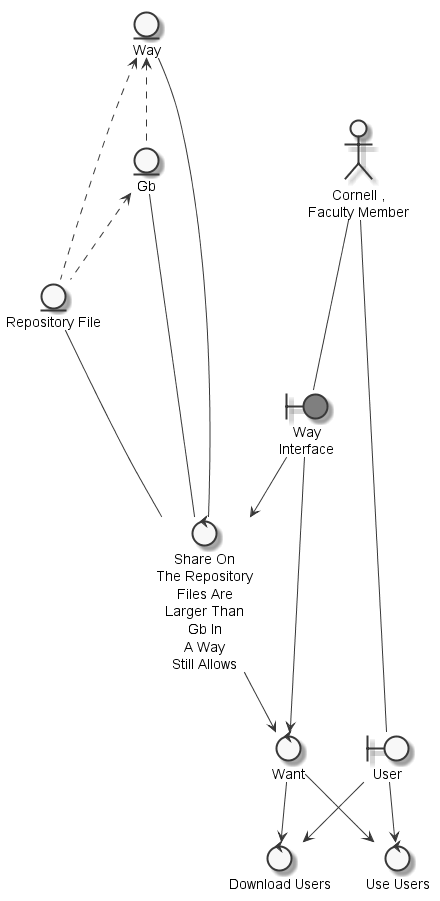 Way
Gb
Cornell ,
Faculty Member
Repository File
Way
Interface
Share On
The Repository
Files Are
Larger Than
Gb In
A Way
Still Allows
Want
User
Download Users
Use Users